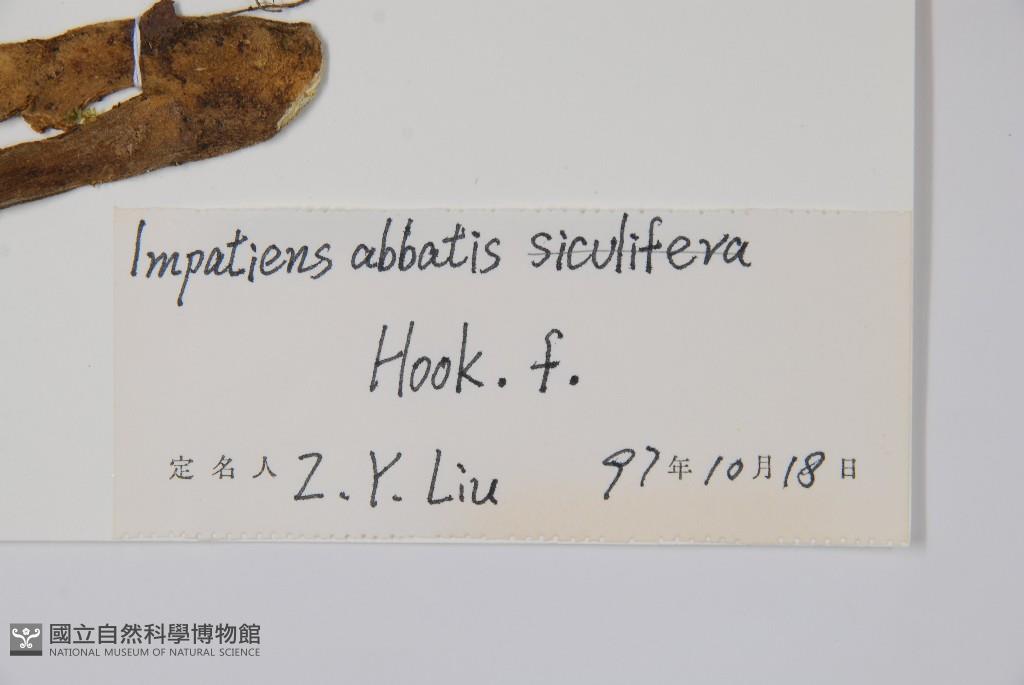 Impatiens abbatis siculifera
Hook. f.
定名人 Z. Y. Liu 97年10月18日
國立自然科學博物館
NATIONAL MUSEUM OF NATURAL SCIENCE